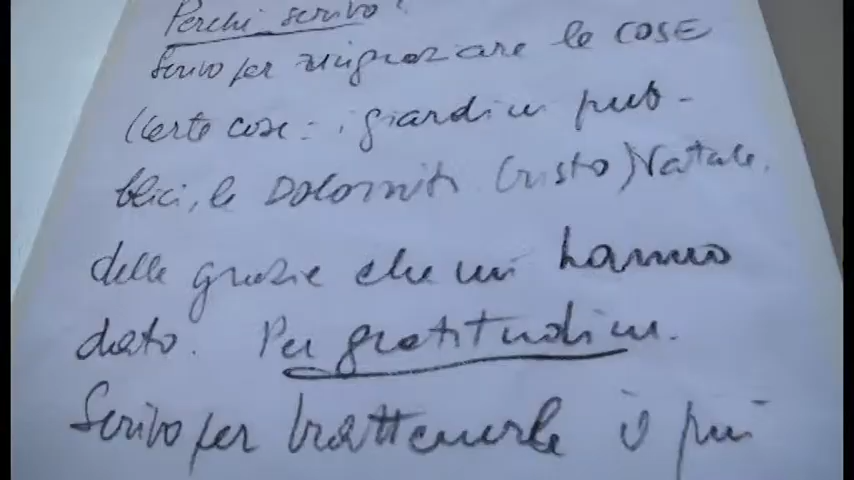 Perché scrivo?
Scrivo per ringraziare le COSE
(certe cose: i giardini pub-
blici, le Dolomiti Cristo) Natale.
delle grazie che mi hanno
dato. Per gratitudine.
Scrivo per trattenerle il più